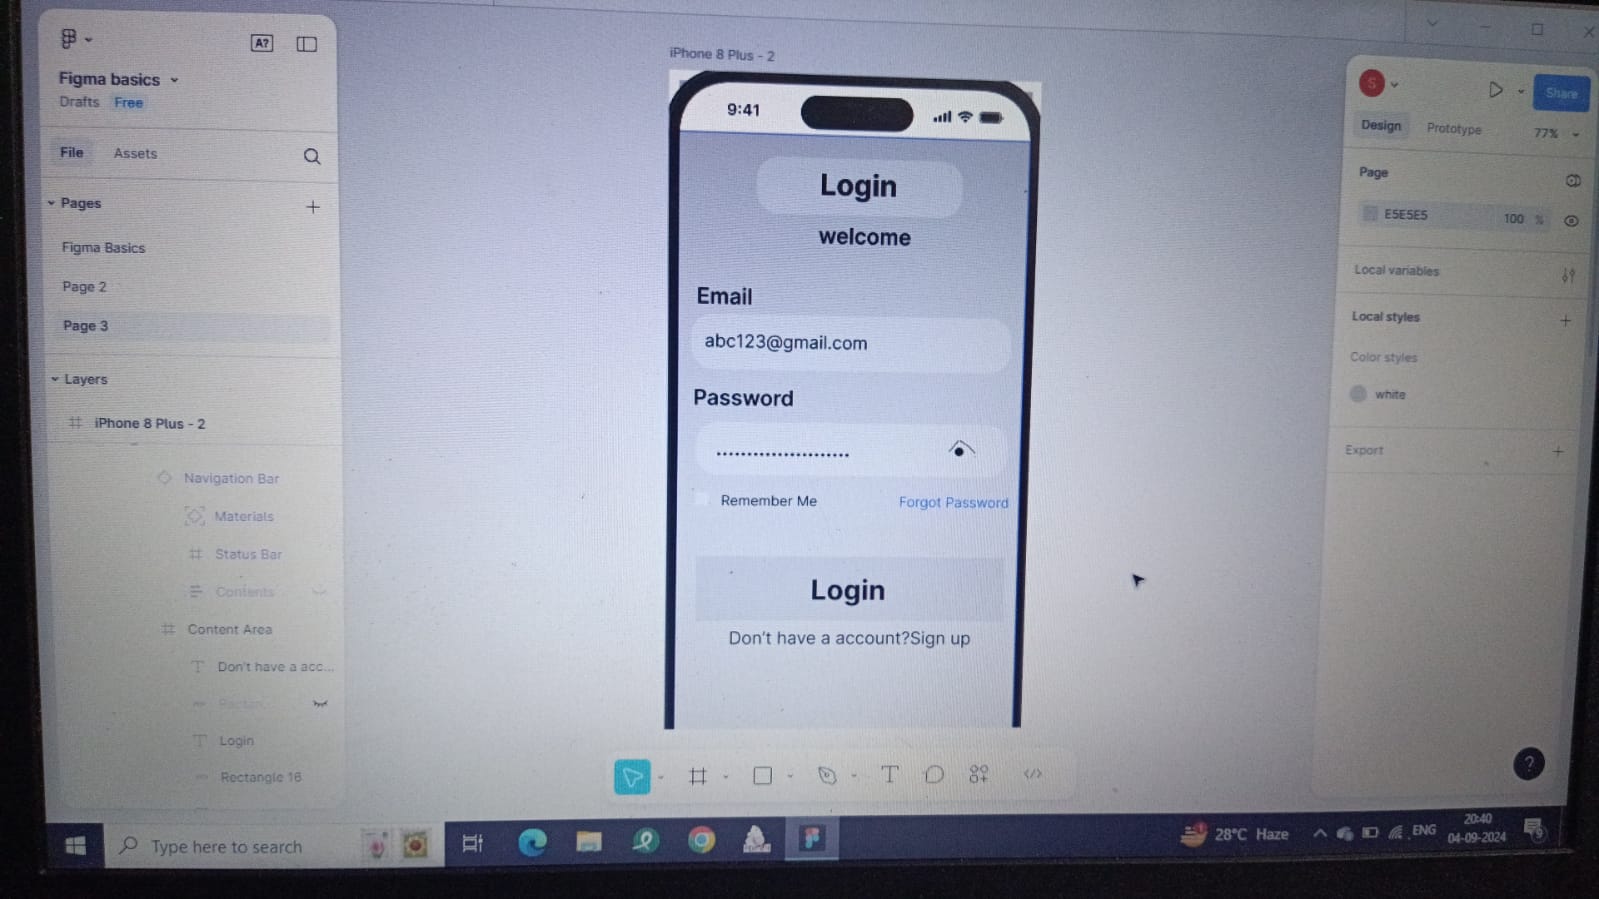 A?
Figma basics
Drafts Free
File Assets
Pages
Figma Basics
Page 2
Page 3
Layers
iPhone 8 Plus - 2
Navigation Bar
Materials
Status Bar
Contents
Content Area
Don't have a acc...
Rectan...
Login
Rectangle 16
iPhone 8 Plus - 2
9:41
Login
welcome
Email
abc123@gmail.com
Password
Remember Me Forgot Password
Login
Don't have a account?Sign up
S
Share
Design Prototype 77%
Page
E5E5E5 100 %
Local variables
Local styles
Color styles
white
Export
?
Type here to search
28°C Haze
ENG
20:40
04-09-2024
9